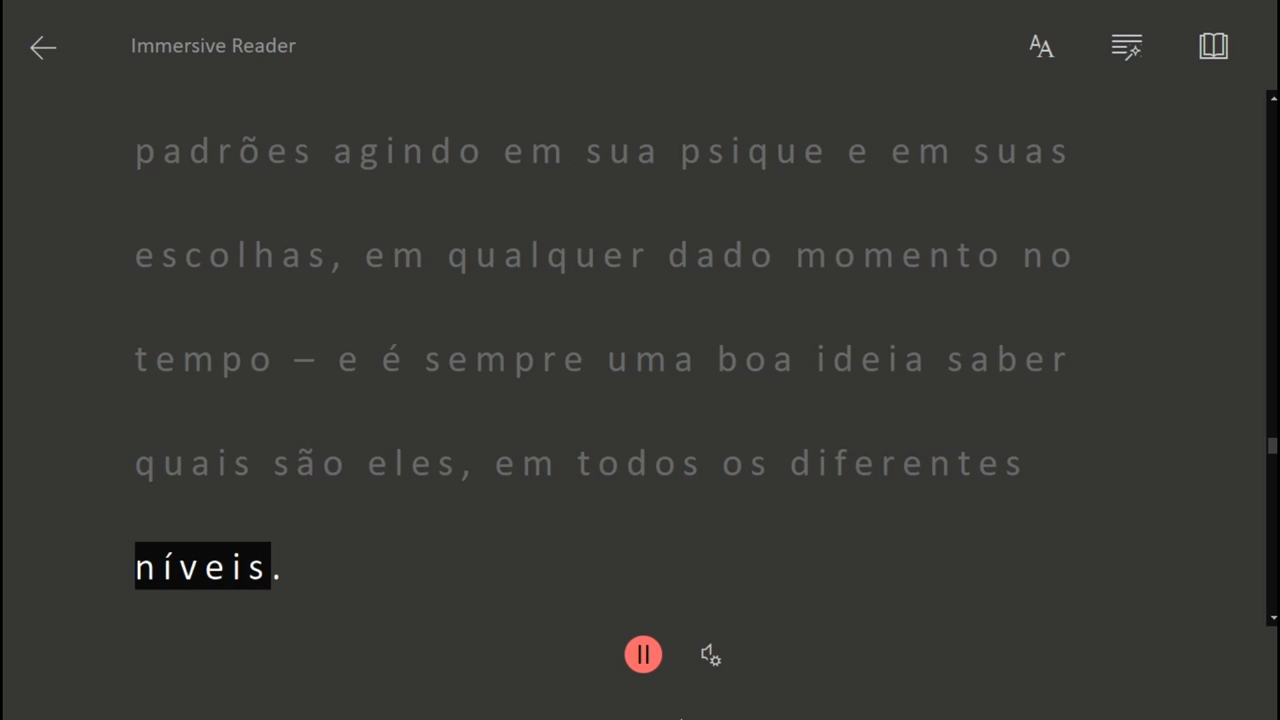 Immersive Reader
padrões agindo em sua psique e em suas
escolhas, em qualquer dado momento no
tempo – e é sempre uma boa ideia saber
quais são eles, em todos os diferentes
níveis.